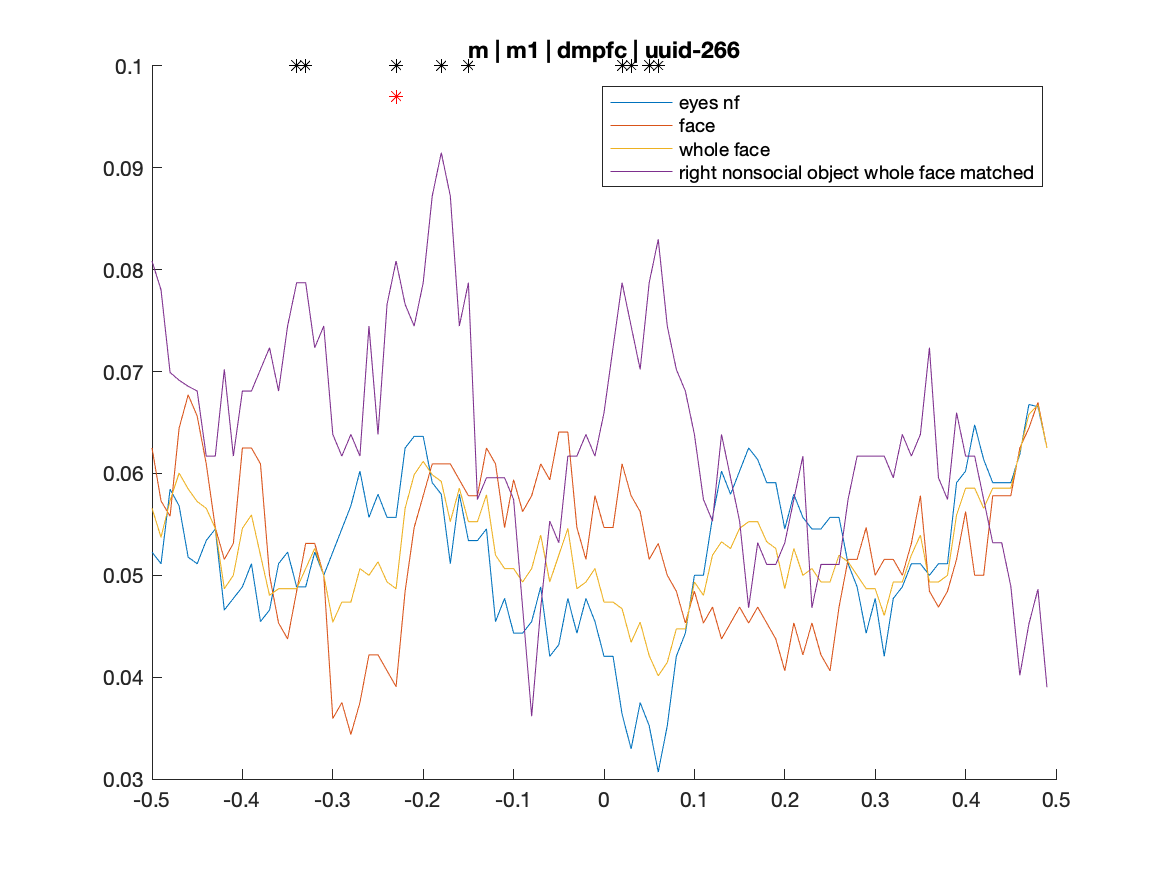 m | m1 | dmpfc | uuid-266
0.1
eyes nf
face
whole face
right nonsocial object whole face matched
0.09
0.08
0.07
0.06
0.05
0.04
0.03
-0.5 -0.4 -0.3 -0.2 -0.1 0 0.1 0.2 0.3 0.4 0.5